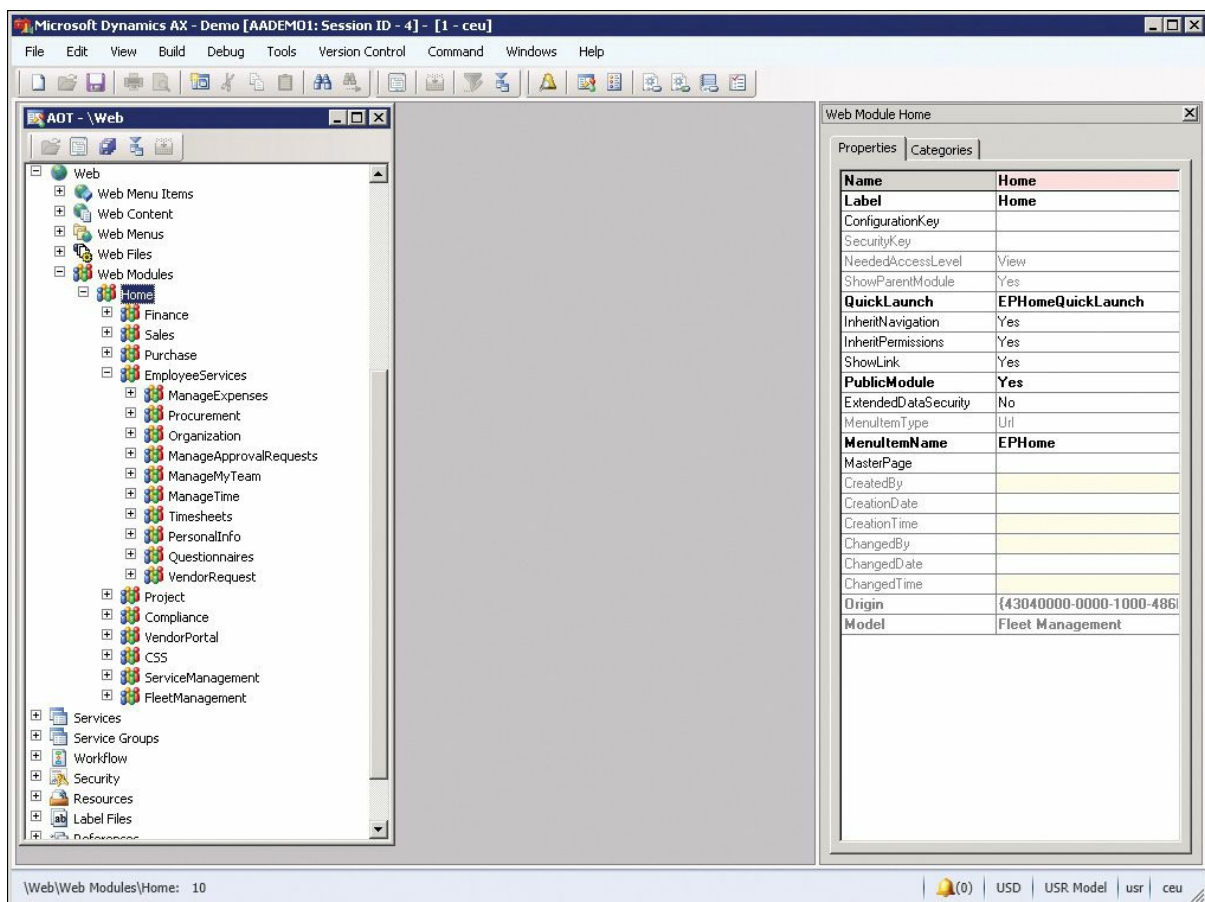 Microsoft Dynamics AX - Demo [AADEMO1: Session ID - 4] - [1 - ceu]
File Edit View Build Debug Tools Version Control Command Windows Help
AOT - \Web
Web
Web Menu Items
Web Content
Web Menus
Web Files
Web Modules
Home
Finance
Sales
Purchase
EmployeeServices
ManageExpenses
Procurement
Organization
ManageApprovalRequests
ManageMyTeam
ManageTime
Timesheets
PersonalInfo
Questionnaires
VendorRequest
Project
Compliance
VendorPortal
CSS
ServiceManagement
FleetManagement
Services
Service Groups
Workflow
Security
Resources
ab Label Files
References
Web Module Home
Properties Categories
Name Home
Label Home
ConfigurationKey
SecurityKey
NeededAccessLevel View
ShowParentModule Yes
QuickLaunch EPHomeQuickLaunch
InheritNavigation Yes
InheritPermissions Yes
ShowLink Yes
PublicModule Yes
ExtendedDataSecurity No
MenuItemType Url
MenuItemName EPHome
MasterPage
CreatedBy
CreationDate
CreationTime
ChangedBy
ChangedDate
ChangedTime
Origin {43040000-0000-1000-486
Model Fleet Management
\Web\Web Modules\Home: 10 (0) USD USR Model usr ceu